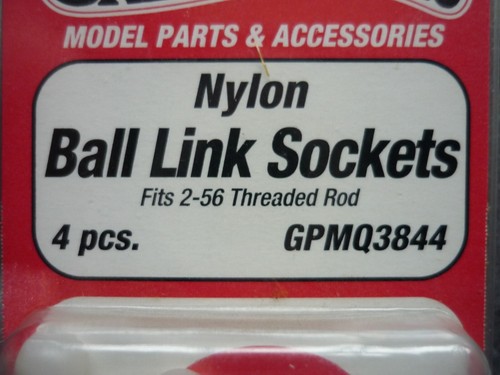 MODEL PARTS & ACCESSORIES
Nylon
Ball Link Sockets
Fits 2-56 Threaded Rod
4 pcs. GPMQ3844